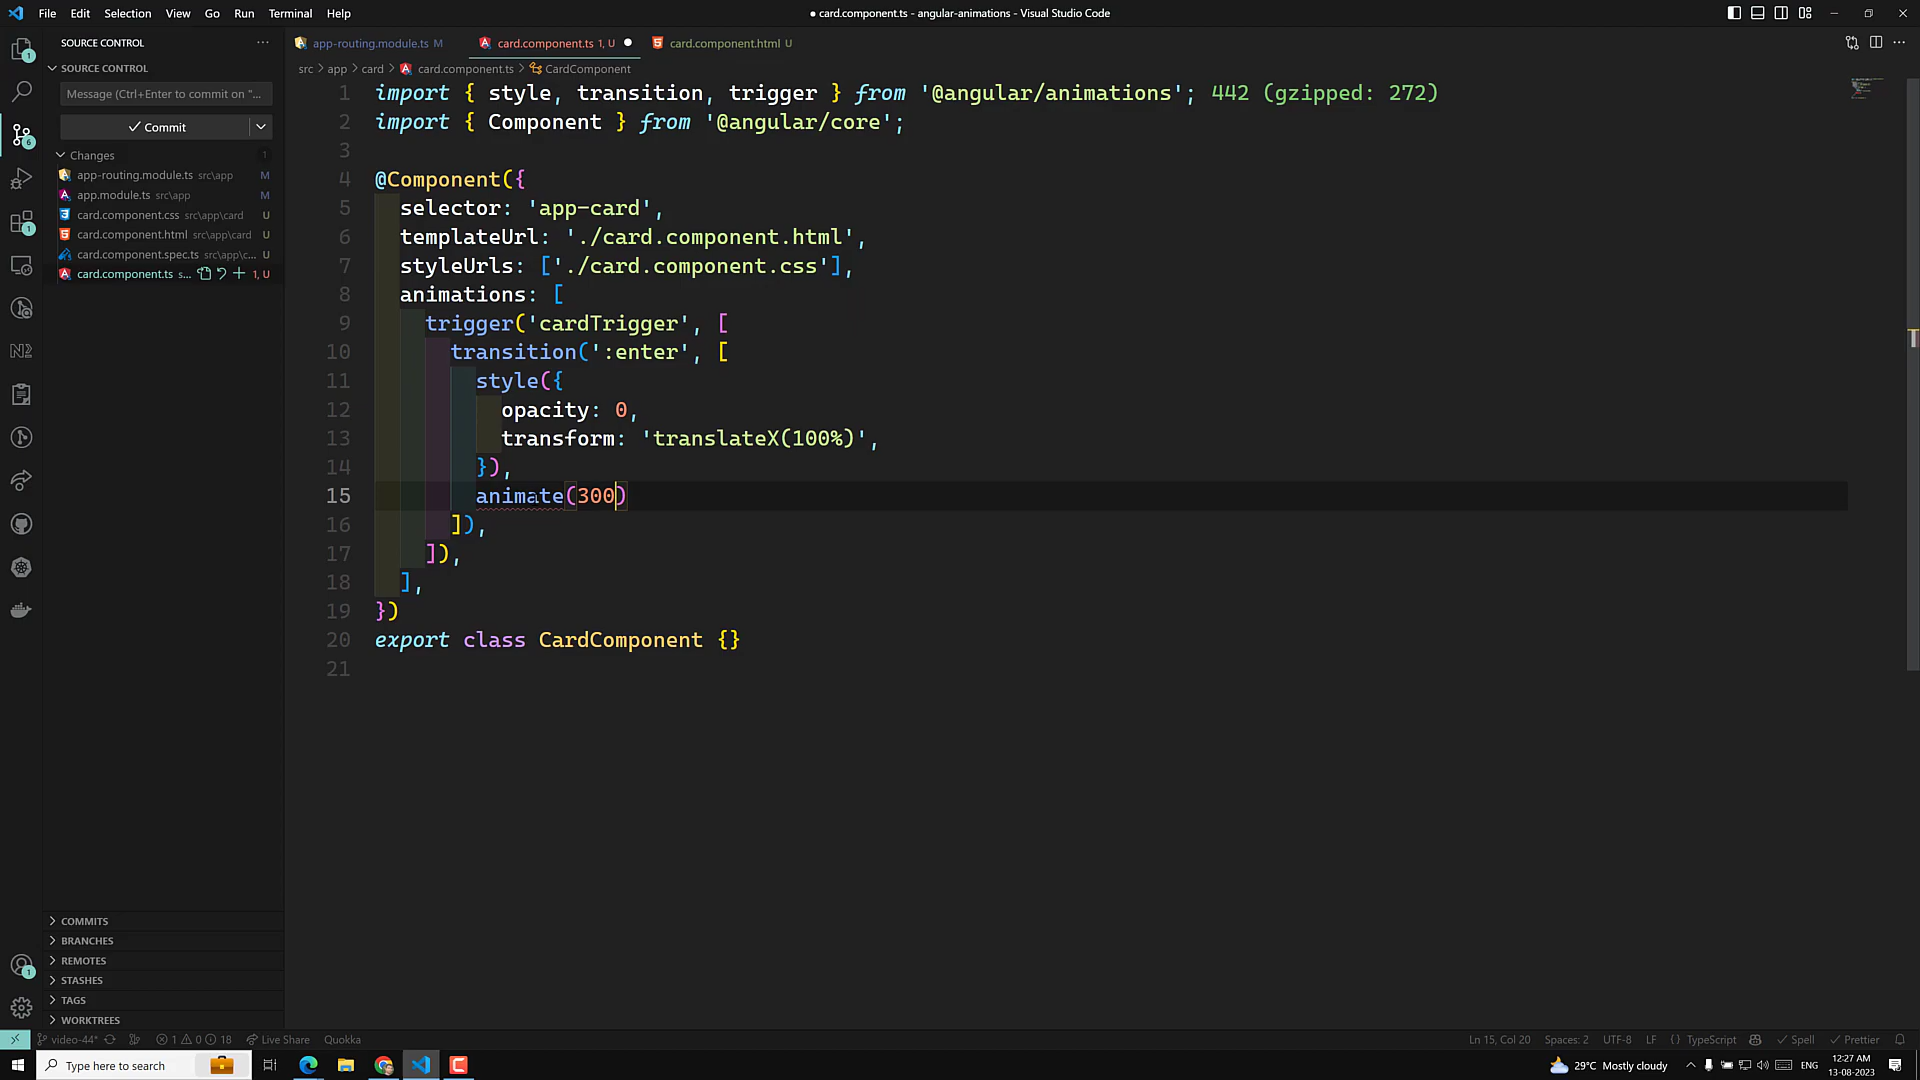 File Edit Selection View Go Run Terminal Help
● card.component.ts - angular-animations - Visual Studio Code
SOURCE CONTROL
SOURCE CONTROL
Message (Ctrl+Enter to commit on "...
Commit
Changes 1
app-routing.module.ts src\app M
app.module.ts src\app M
card.component.css src\app\card U
card.component.html src\app\card U
card.component.spec.ts src\app\c... U
card.component.ts s... 1, U
COMMITS
BRANCHES
REMOTES
STASHES
TAGS
WORKTREES
app-routing.module.ts M card.component.ts 1, U card.component.html U
src > app > card > card.component.ts > CardComponent
1 import { style, transition, trigger } from '@angular/animations'; 442 (gzipped: 272)
2 import { Component } from '@angular/core';
3
4 @Component({
5 selector: 'app-card',
6 templateUrl: './card.component.html',
7 styleUrls: ['./card.component.css'],
8 animations: [
9 trigger('cardTrigger', [
10 transition(':enter', [
11 style({
12 opacity: 0,
13 transform: 'translateX(100%)',
14 }),
15 animate(300)
16 ]),
17 ]),
18 ],
19 })
20 export class CardComponent {}
21
video-44* 1 0 18 Live Share Quokka
Ln 15, Col 20 Spaces: 2 UTF-8 LF { } TypeScript Spell Prettier
Type here to search
29°C Mostly cloudy ENG 12:27 AM
13-08-2023